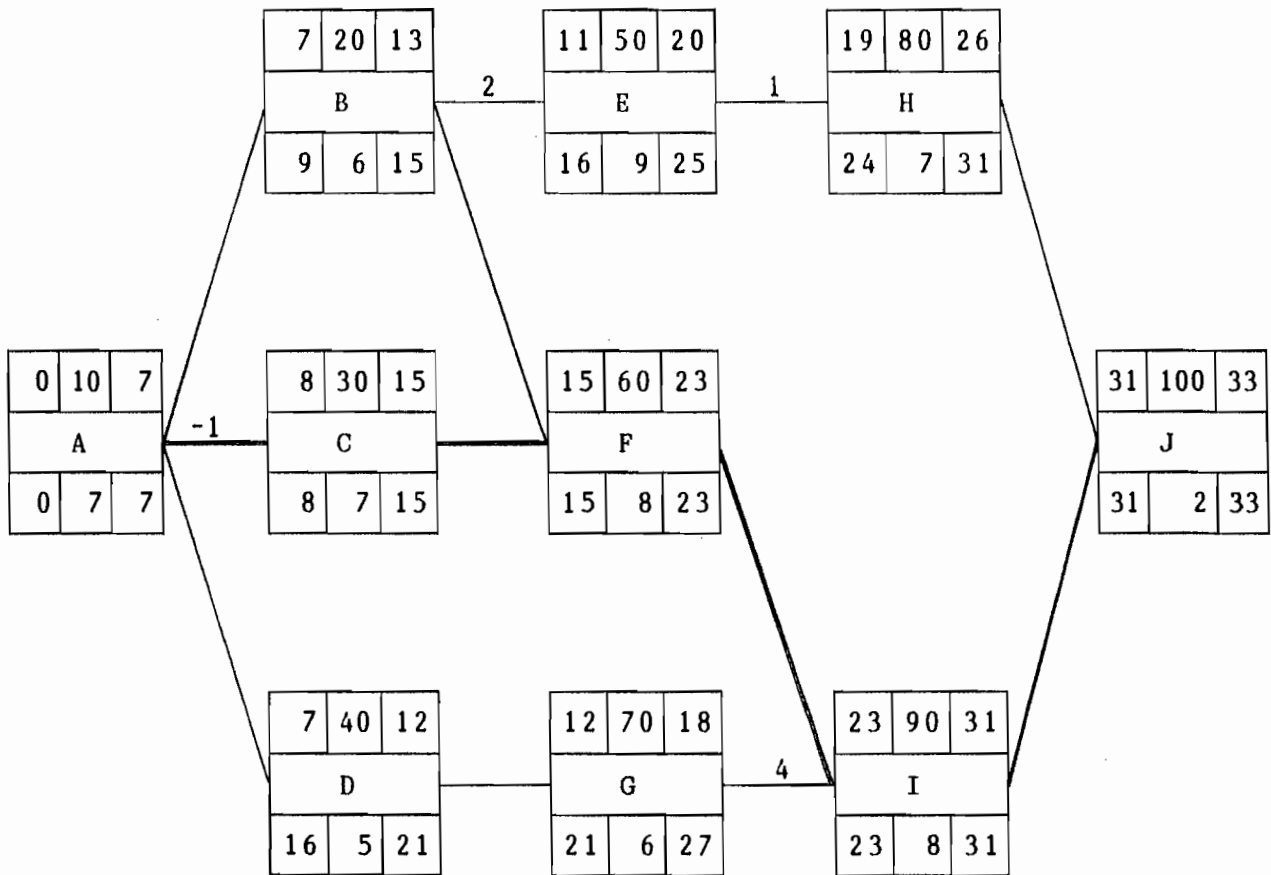 7 20 13 11 50 20 19 80 26
2 1
B E H
9 6 15 16 9 25 24 7 31
0 10 7 8 30 15 15 60 23 31 100 33
-1
A C F J
0 7 7 8 7 15 15 8 23 31 2 33
7 40 12 12 70 18 23 90 31
4
D G I
16 5 21 21 6 27 23 8 31